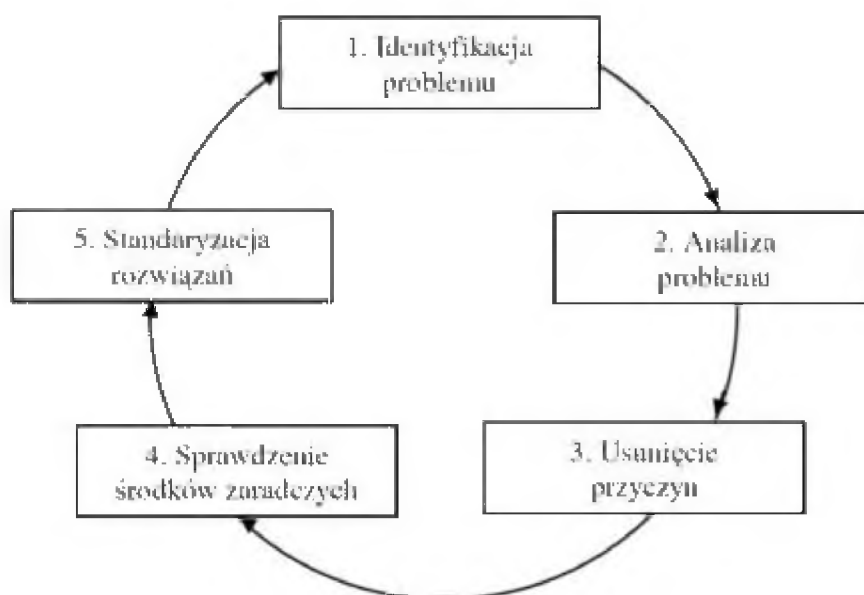 1. Identyfikacja
problemu
2. Analiza
problemu
3. Usunięcie
przyczyn
4. Sprawdzenie
środków zaradczych
5. Standaryzacja
rozwiązań